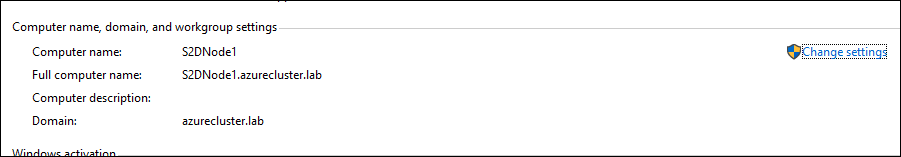 Computer name, domain, and workgroup settings
Computer name: S2DNode1 Change settings
Full computer name: S2DNode1.azurecluster.lab
Computer description:
Domain: azurecluster.lab
Windows activation